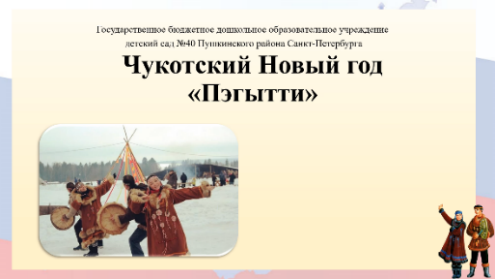 Государственное бюджетное дошкольное образовательное учреждение
детский сад №40 Пушкинского района Санкт-Петербурга
Чукотский Новый год
«Пэгытти»